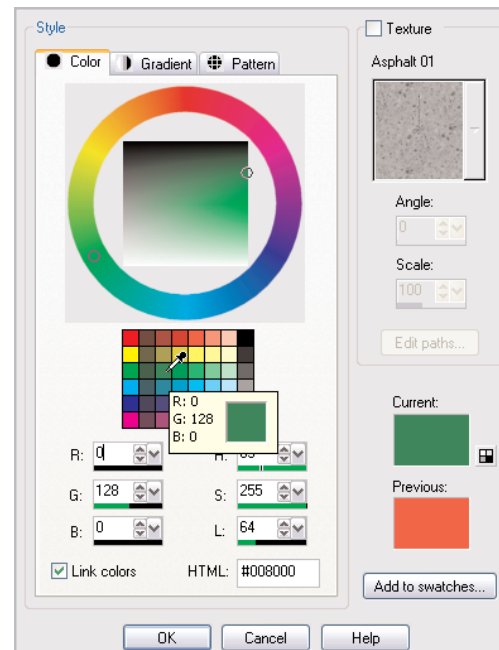 Style
Color
Gradient
Pattern
R: 0
G: 128
B: 0
R: 0
G: 128
S: 255
B: 0
L: 64
Link colors
HTML: #008000
Texture
Asphalt 01
Angle:
0
Scale:
100
Edit paths...
Current:
Previous:
Add to swatches...
OK
Cancel
Help